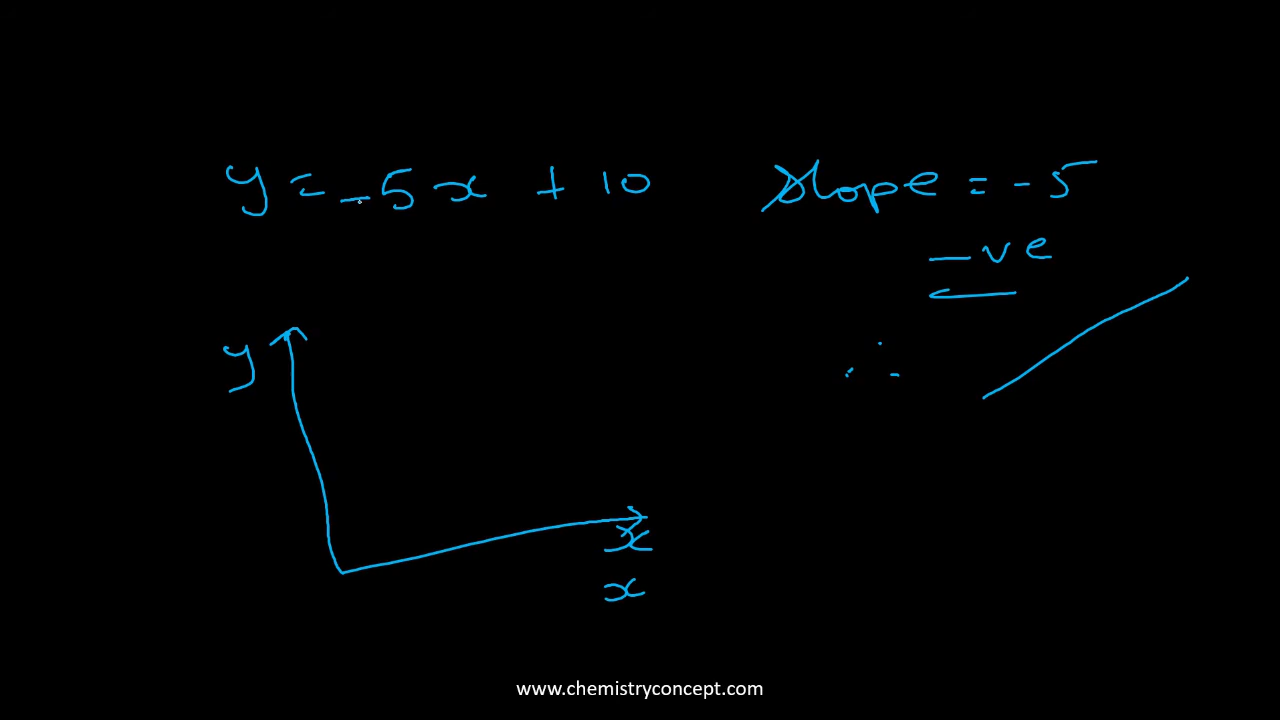 y = -5x + 10
slope = -5
-ve
y
∴
x
x
www.chemistryconcept.com